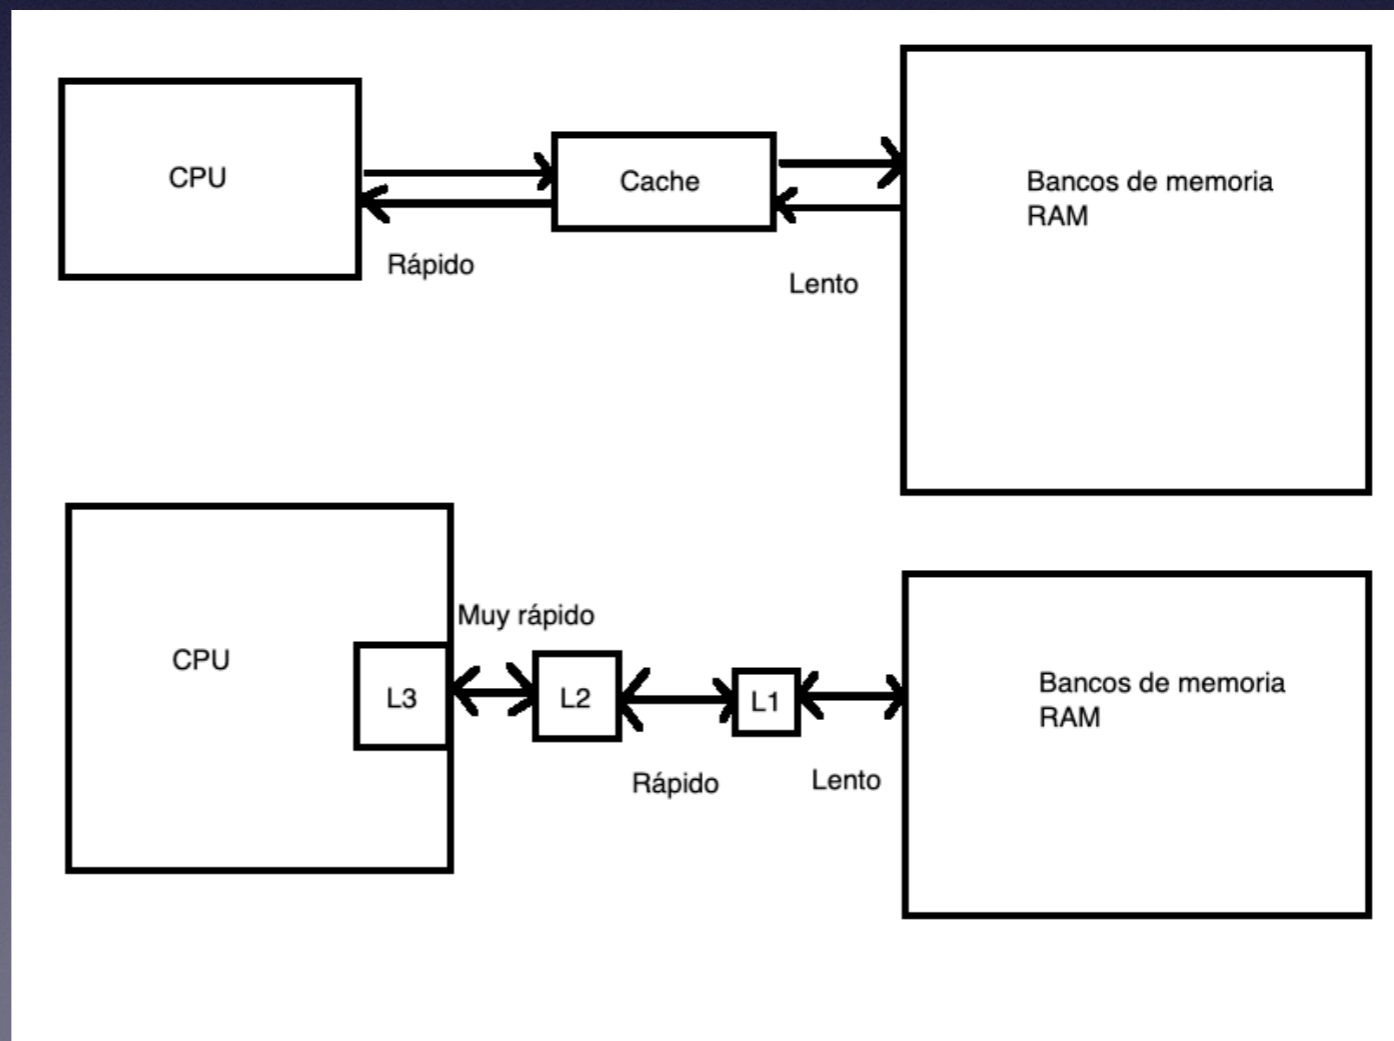 CPU
Cache
Bancos de memoria
RAM
Rápido
Lento
Muy rápido
CPU
L3
L2
L1
Bancos de memoria
RAM
Rápido
Lento